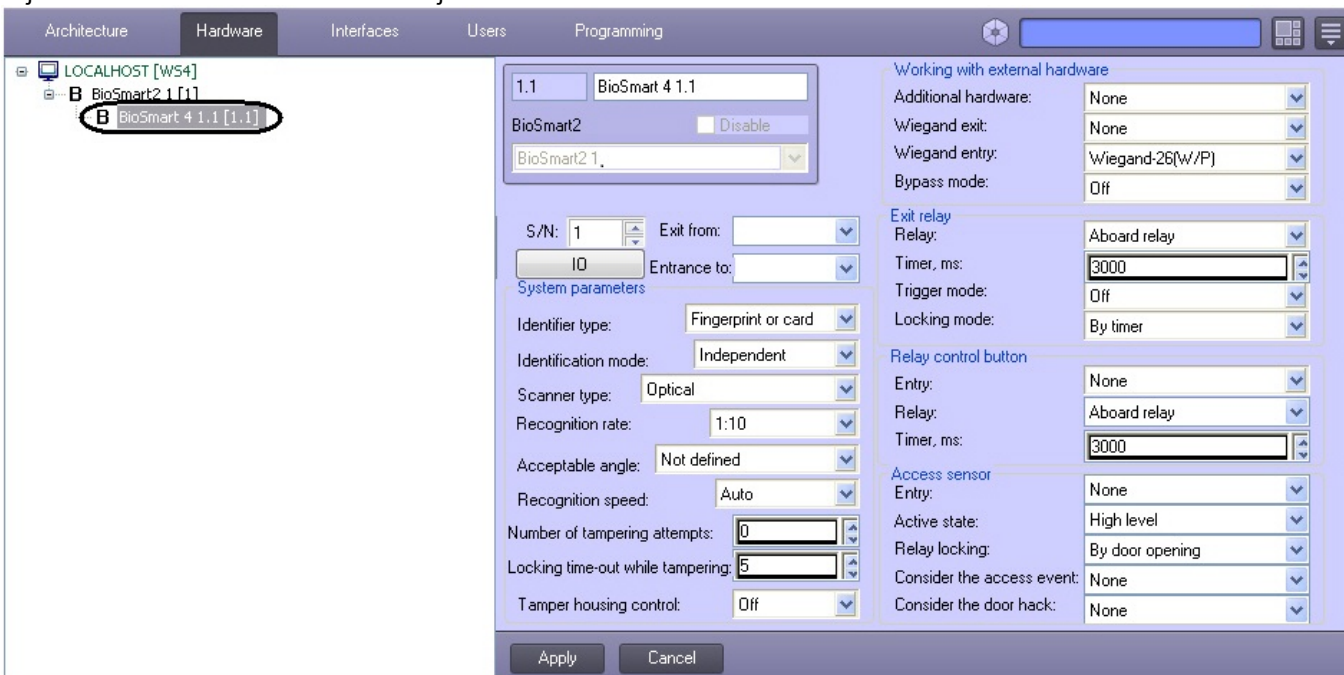 Architecture Hardware Interfaces Users Programming
LOCALHOST [WS4]
BioSmart2 1 [1]
BioSmart 4 1.1 [1.1]
1.1 BioSmart 4 1.1
BioSmart2 Disable
BioSmart2 1
S/N: 1 Exit from:
IO Entrance to:
System parameters
Identifier type: Fingerprint or card
Identification mode: Independent
Scanner type: Optical
Recognition rate: 1:10
Acceptable angle: Not defined
Recognition speed: Auto
Number of tampering attempts: 0
Locking time-out while tampering: 5
Tamper housing control: Off
Working with external hardware
Additional hardware: None
Wiegand exit: None
Wiegand entry: Wiegand-26(W/P)
Bypass mode: Off
Exit relay
Relay: Aboard relay
Timer, ms: 3000
Trigger mode: Off
Locking mode: By timer
Relay control button
Entry: None
Relay: Aboard relay
Timer, ms: 3000
Access sensor
Entry: None
Active state: High level
Relay locking: By door opening
Consider the access event: None
Consider the door hack: None
Apply Cancel